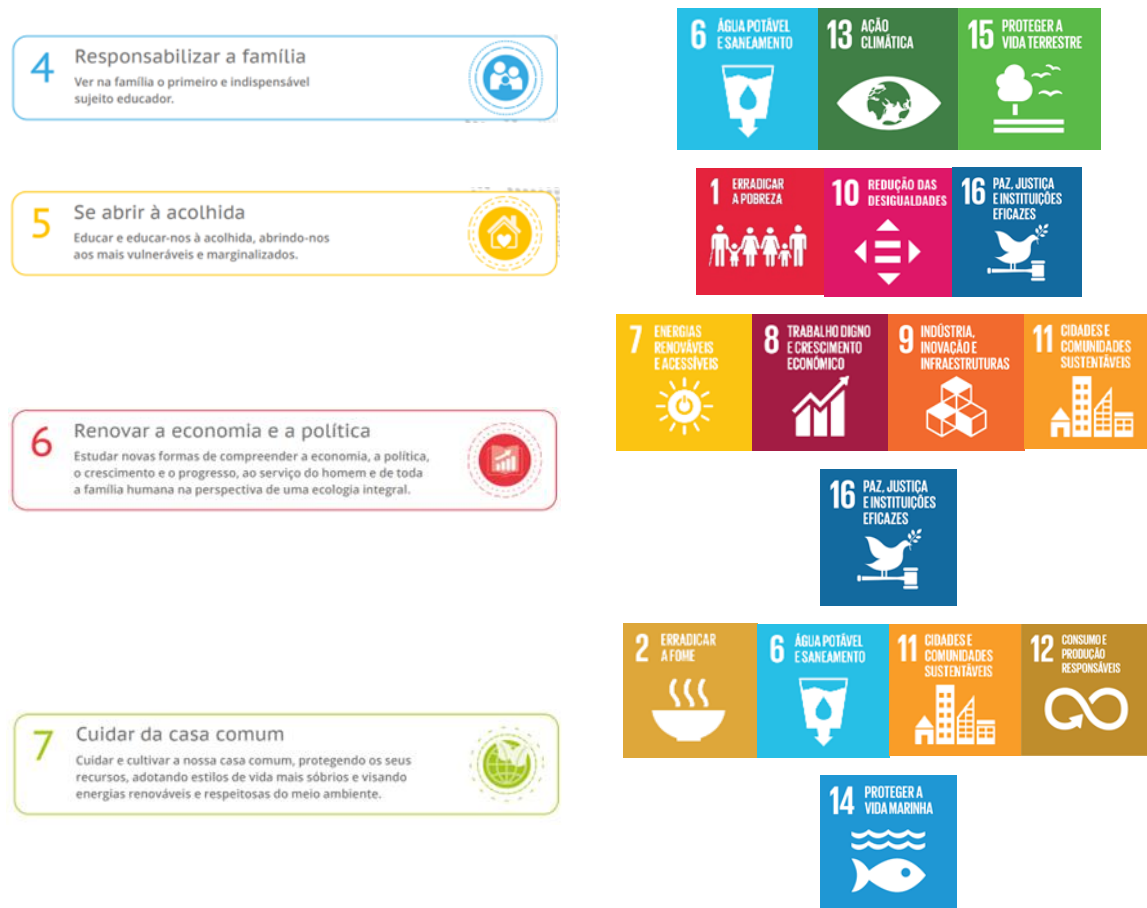 4
Responsabilizar a família
Ver na família o primeiro e indispensável
sujeito educador.
6 ÁGUA POTÁVEL
E SANEAMENTO
13 AÇÃO
CLIMÁTICA
15 PROTEGER A
VIDA TERRESTRE
5
Se abrir à acolhida
Educar e educar-nos à acolhida, abrindo-nos
aos mais vulneráveis e marginalizados.
1 ERRADICAR
A POBREZA
10 REDUÇÃO DAS
DESIGUALDADES
16 PAZ, JUSTIÇA
E INSTITUIÇÕES
EFICAZES
6
Renovar a economia e a política
Estudar novas formas de compreender a economia, a política,
o crescimento e o progresso, ao serviço do homem e de toda
a família humana na perspectiva de uma ecologia integral.
7 ENERGIAS
RENOVÁVEIS
E ACESSÍVEIS
8 TRABALHO DIGNO
E CRESCIMENTO
ECONÓMICO
9 INDÚSTRIA,
INOVAÇÃO E
INFRAESTRUTURAS
11 CIDADES E
COMUNIDADES
SUSTENTÁVEIS
16 PAZ, JUSTIÇA
E INSTITUIÇÕES
EFICAZES
7
Cuidar da casa comum
Cuidar e cultivar a nossa casa comum, protegendo os seus
recursos, adotando estilos de vida mais sóbrios e visando
energias renováveis e respeitosas do meio ambiente.
2 ERRADICAR
A FOME
6 ÁGUA POTÁVEL
E SANEAMENTO
11 CIDADES E
COMUNIDADES
SUSTENTÁVEIS
12 CONSUMO E
PRODUÇÃO
RESPONSÁVEIS
14 PROTEGER A
VIDA MARINHA